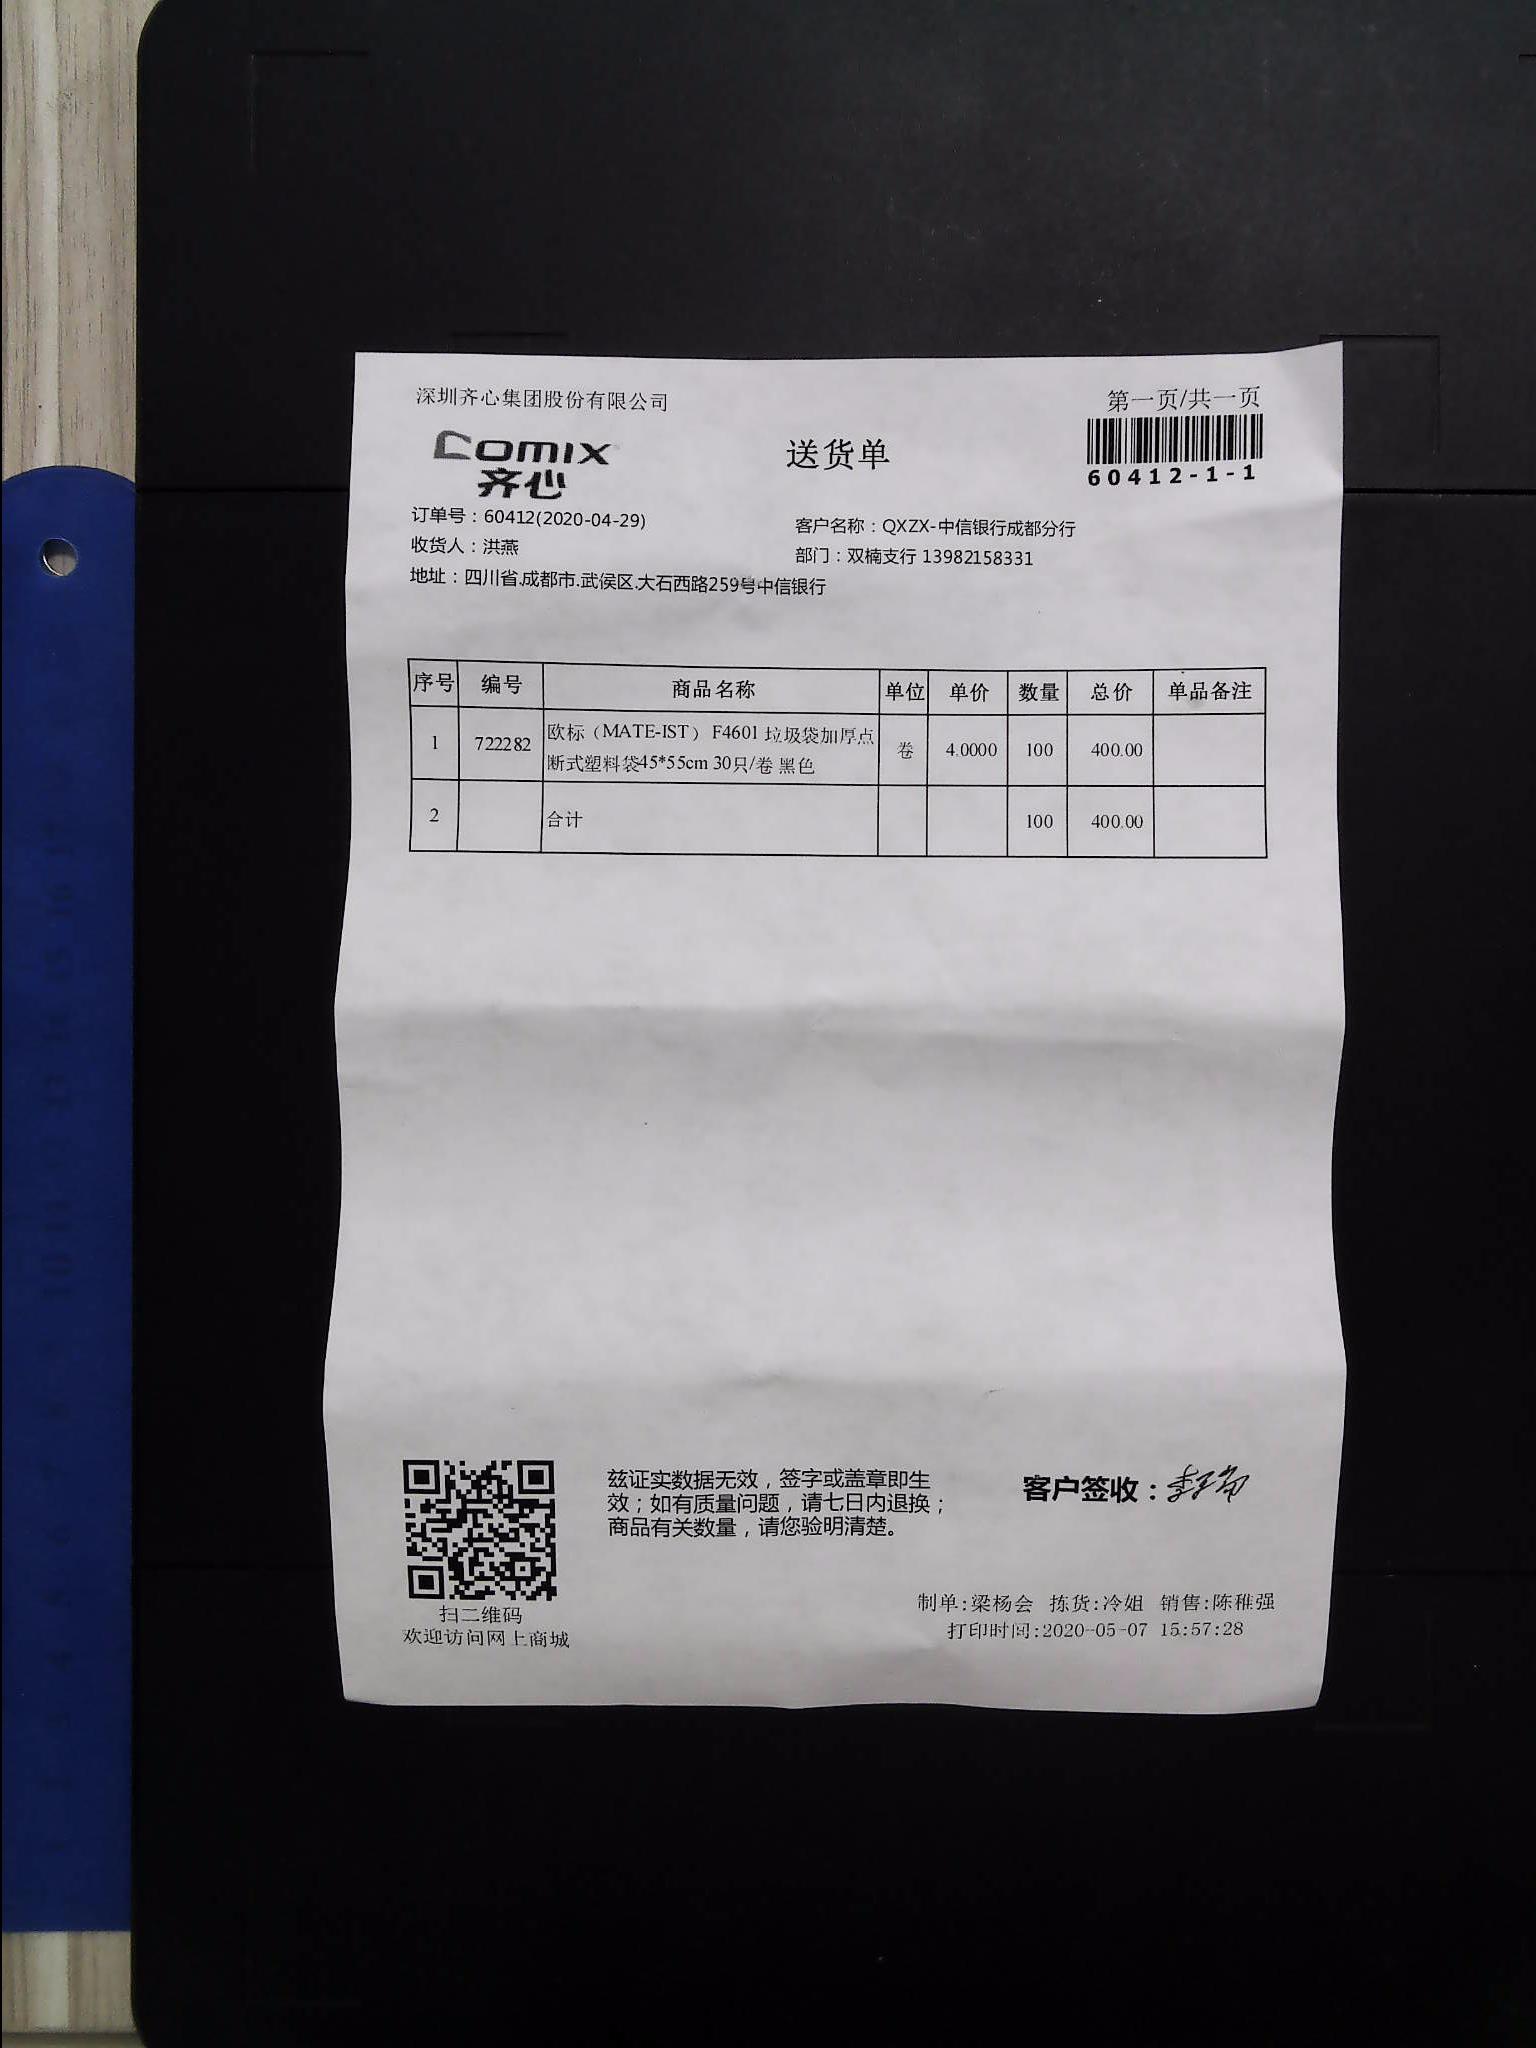 深圳齐心集团股份有限公司
第一页/共一页
comix
齐心
送货单
60412-1-1
订单号：60412(2020-04-29)
客户名称：QXZX-中信银行成都分行
收货人：洪燕
部门：双楠支行 13982158331
地址：四川省.成都市.武侯区.大石西路259号中信银行
序号 编号 商品名称 单位 单价 数量 总价 单品备注
1 722282 欧标（MATE-IST） F4601 垃圾袋加厚点 卷 4.0000 100 400.00
断式塑料袋45*55cm 30只/卷 黑色
2 合计 100 400.00
兹证实数据无效，签字或盖章即生
效；如有质量问题，请七日内退换；
商品有关数量，请您验明清楚。
客户签收：
扫二维码
欢迎访问网上商城
制单:梁杨会 拣货:冷姐 销售:陈稚强
打印时间:2020-05-07 15:57:28